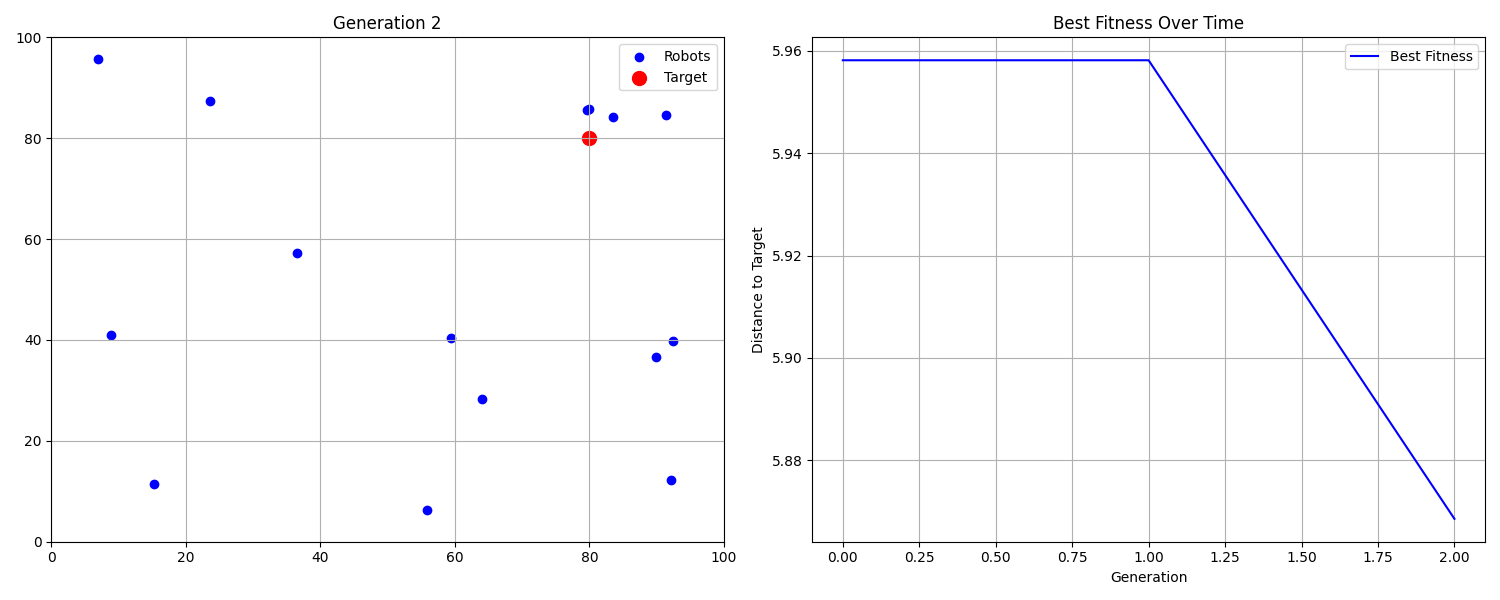 Generation 2
100
80
60
40
20
0
0 20 40 60 80 100
Robots
Target
Best Fitness Over Time
Distance to Target
5.96
5.94
5.92
5.90
5.88
0.00 0.25 0.50 0.75 1.00 1.25 1.50 1.75 2.00
Generation
Best Fitness